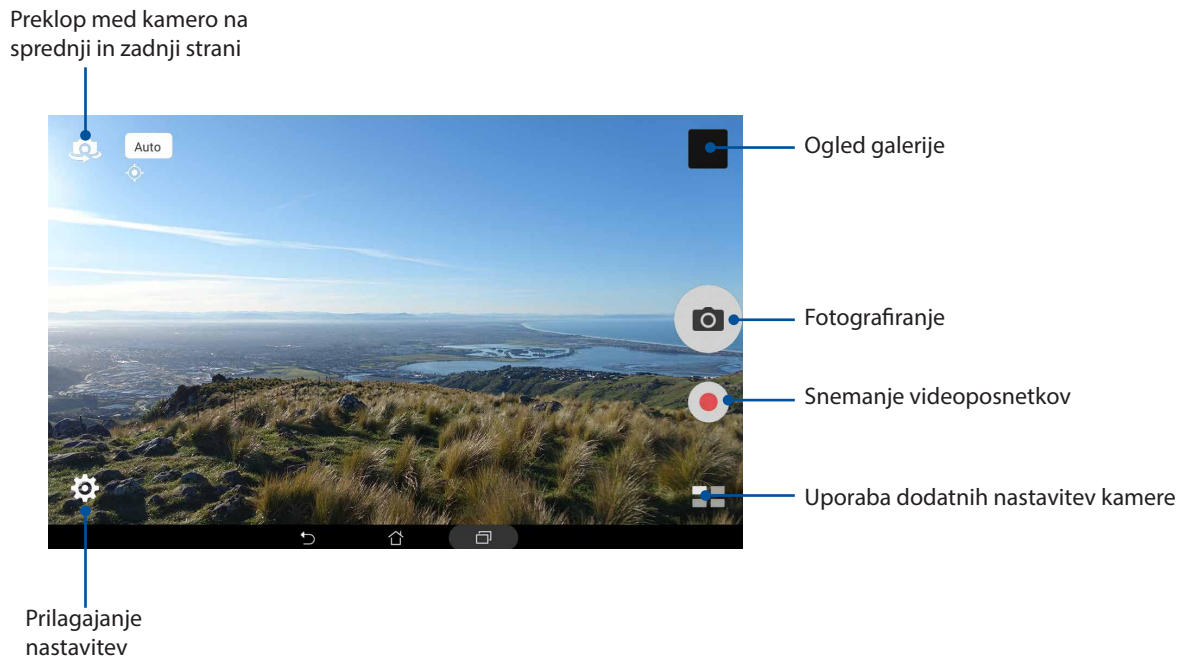 Preklop med kamero na
sprednji in zadnji strani
Auto
Ogled galerije
Fotografiranje
Snemanje videoposnetkov
Uporaba dodatnih nastavitev kamere
Prilagajanje
nastavitev